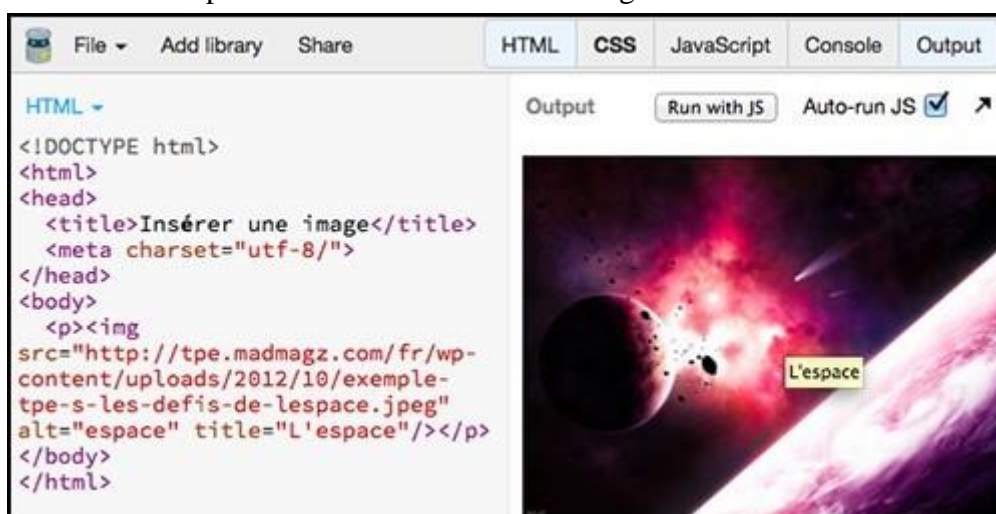 File Add library Share HTML CSS JavaScript Console Output
HTML
<!DOCTYPE html>
<html>
<head>
<title>Insérer une image</title>
<meta charset="utf-8/">
</head>
<body>
<p><img
src="http://tpe.madmagz.com/fr/wp-
content/uploads/2012/10/exemple-
tpe-s-les-defis-de-lespace.jpeg"
alt="espace" title="L'espace"/></p>
</body>
</html>
Output Run with JS Auto-run JS
L'espace